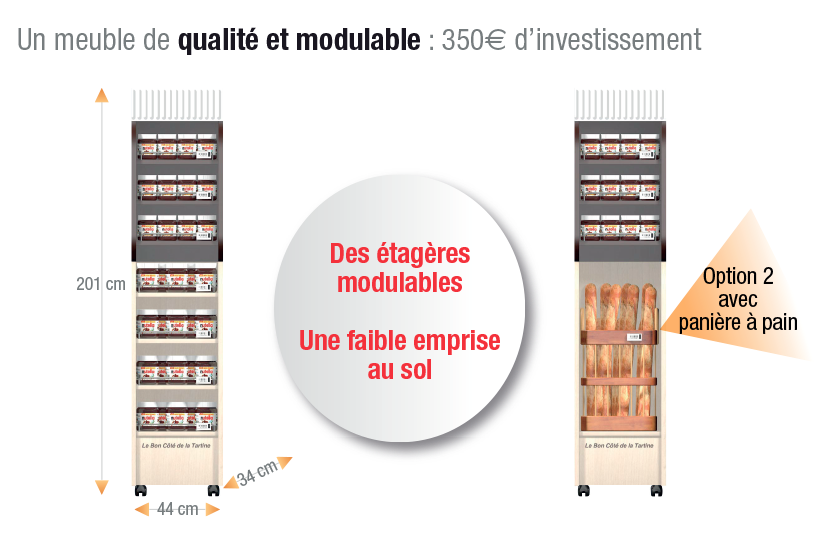 Un meuble de qualité et modulable : 350€ d’investissement
201 cm
Des étagères
modulables
Une faible emprise
au sol
Option 2
avec
panière à pain
Le Bon Côté de la Tartine
Le Bon Côté de la Tartine
34 cm
44 cm